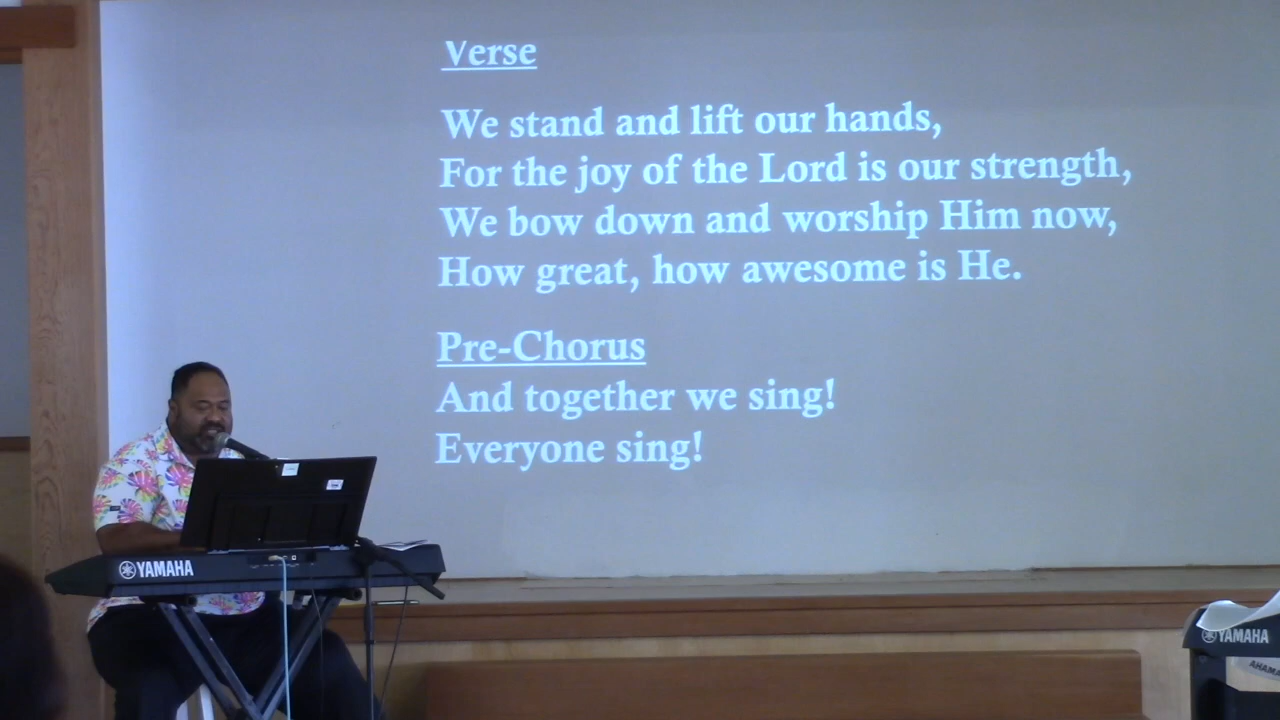 Verse
We stand and lift our hands,
For the joy of the Lord is our strength,
We bow down and worship Him now,
How great, how awesome is He.
Pre-Chorus
And together we sing!
Everyone sing!
YAMAHA
YAMAHA